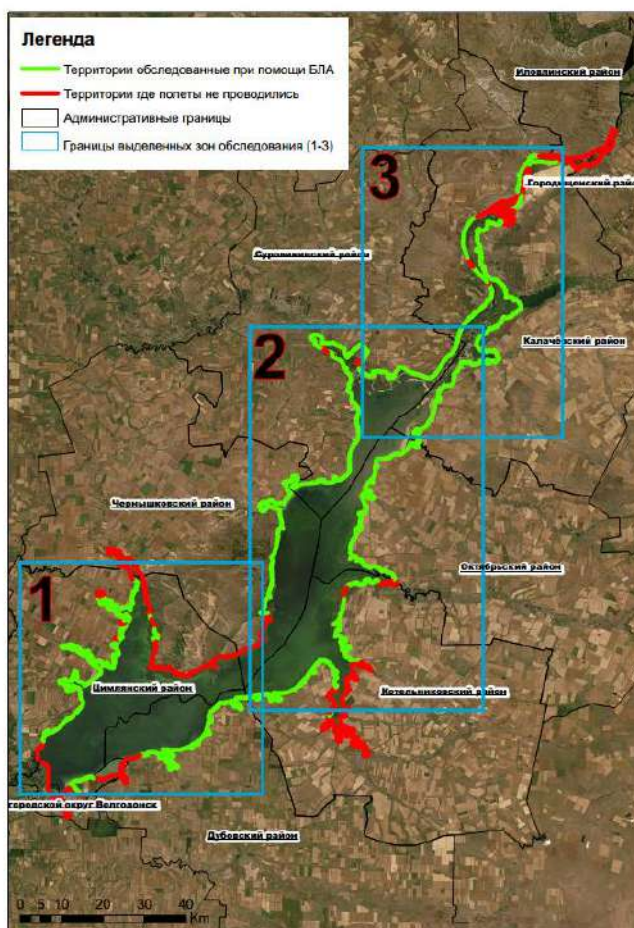 Легенда
Территории обследованные при помощи БЛА
Территории где полеты не проводились
Административные границы
Границы выделенных зон обследования (1-3)
Иловлинский район
3
Городищенский рай
Суровикинский район
2
Калачёвский район
Чернышковский район
Октябрьский район
1
Цимлянский район
Котельниковский район
городской округ Волгодонск
Дубовский район
0 5 10 20 30 40
Km